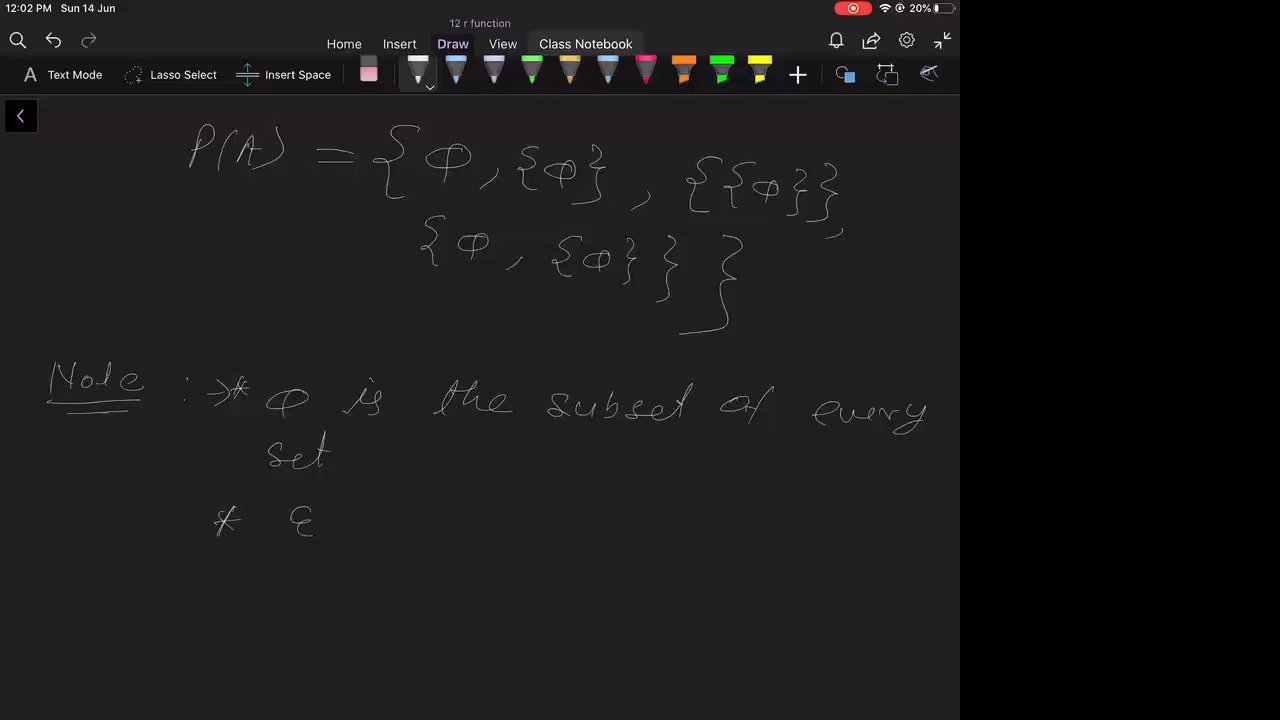 12:02 PM Sun 14 Jun
20%
12 r function
Home Insert Draw View Class Notebook
A Text Mode Lasso Select Insert Space
P(A) = {Φ, {Φ}, {{Φ}},
{Φ, {Φ}}}
Note :→* Φ is the subset of every
set
* ε